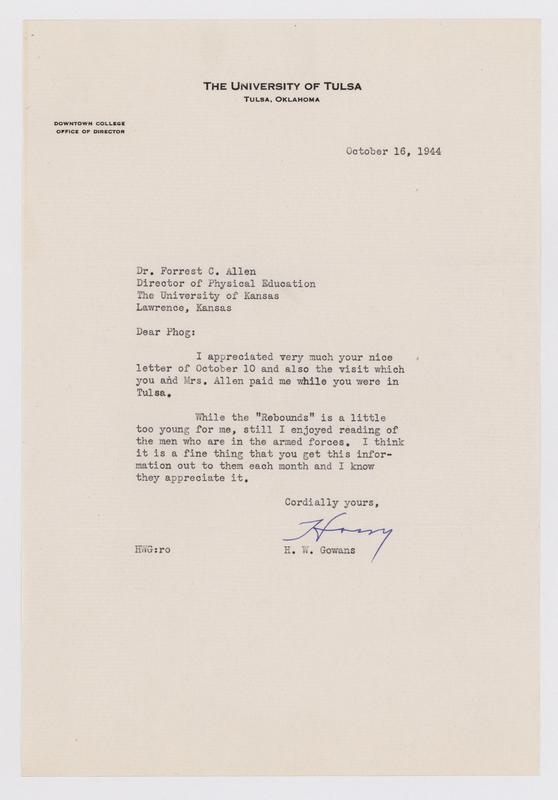 THE UNIVERSITY OF TULSA
TULSA, OKLAHOMA
DOWNTOWN COLLEGE
OFFICE OF DIRECTOR
October 16, 1944
Dr. Forrest C. Allen
Director of Physical Education
The University of Kansas
Lawrence, Kansas
Dear Phog:
I appreciated very much your nice
letter of October 10 and also the visit which
you and Mrs. Allen paid me while you were in
Tulsa.
While the "Rebounds" is a little
too young for me, still I enjoyed reading of
the men who are in the armed forces. I think
it is a fine thing that you get this infor-
mation out to them each month and I know
they appreciate it.
Cordially yours,
HWG:ro
H. W. Gowans